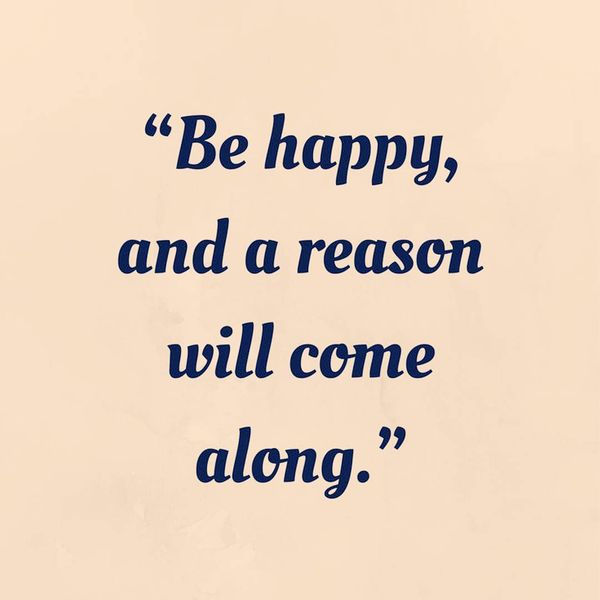 “Be happy,
and a reason
will come
along.”